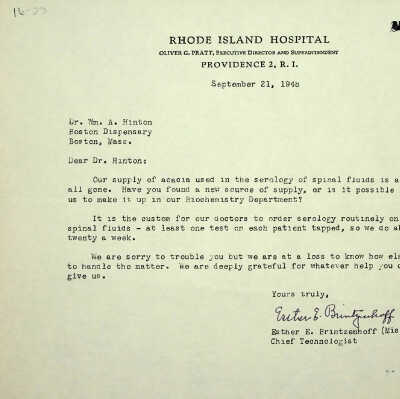 16-23
RHODE ISLAND HOSPITAL
OLIVER G. PRATT, EXECUTIVE DIRECTOR AND SUPERINTENDENT
PROVIDENCE 2, R. I.
September 21, 1948
Dr. Wm. A. Hinton
Boston Dispensary
Boston, Mass.
Dear Dr. Hinton:
Our supply of acacia used in the serology of spinal fluids is a
all gone. Have you found a new source of supply, or is it possible
us to make it up in our Biochemistry Department?
It is the custom for our doctors to order serology routinely on
spinal fluids - at least one test on each patient tapped, so we do ab
twenty a week.
We are sorry to trouble you but we are at a loss to know how els
to handle the matter. We are deeply grateful for whatever help you c
give us.
Yours truly,
Esther E. Brintzenhoff
Esther E. Brintzenhoff (Mis
Chief Technologist